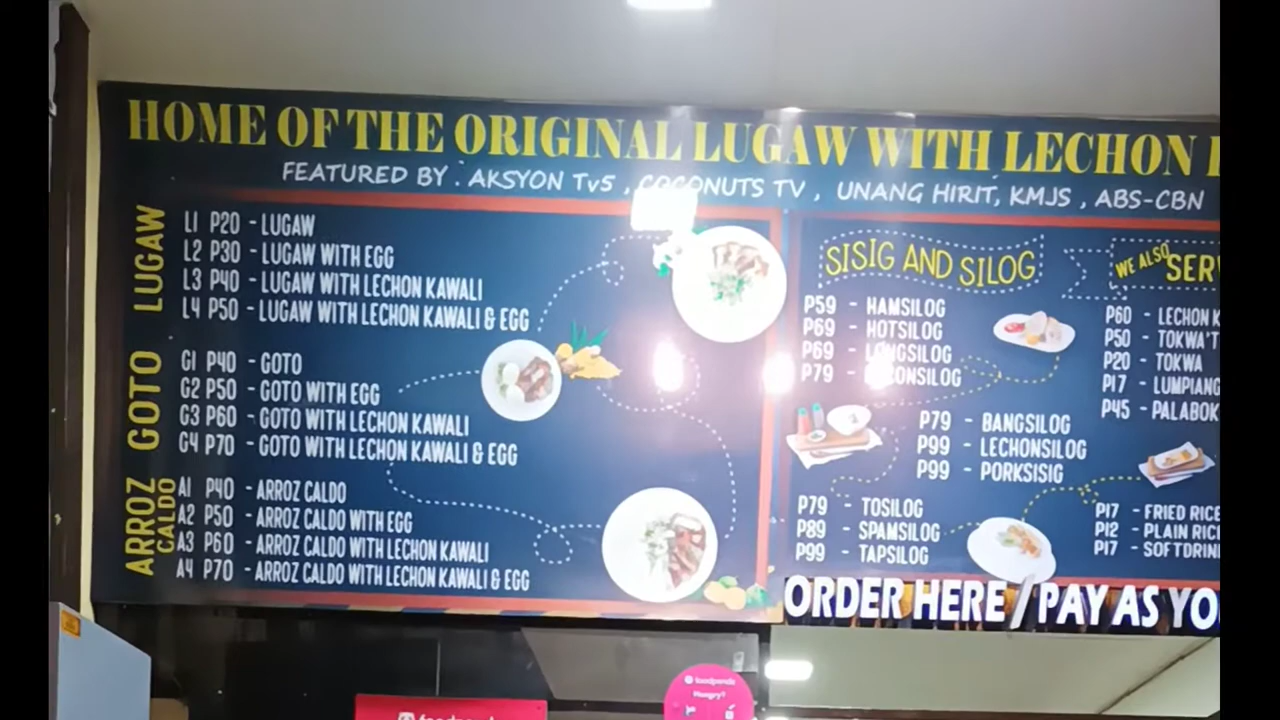 HOME OF THE ORIGINAL LUGAW WITH LECHON
FEATURED BY : AKSYON Tv5 , COCONUTS TV , UNANG HIRIT, KMJS , ABS-CBN
LUGAW
L1 P20 - LUGAW
L2 P30 - LUGAW WITH EGG
L3 P40 - LUGAW WITH LECHON KAWALI
L4 P50 - LUGAW WITH LECHON KAWALI & EGG
GOTO
G1 P40 - GOTO
G2 P50 - GOTO WITH EGG
G3 P60 - GOTO WITH LECHON KAWALI
G4 P70 - GOTO WITH LECHON KAWALI & EGG
ARROZ
CALDO
A1 P40 - ARROZ CALDO
A2 P50 - ARROZ CALDO WITH EGG
A3 P60 - ARROZ CALDO WITH LECHON KAWALI
A4 P70 - ARROZ CALDO WITH LECHON KAWALI & EGG
SISIG AND SILOG
P59 - HAMSILOG
P69 - HOTSILOG
P69 - LONGSILOG
P79 -
P79 - BANGSILOG
P99 - LECHONSILOG
P99 - PORKSISIG
P79 - TOSILOG
P89 - SPAMSILOG
P99 - TAPSILOG
WE ALSO SER
P60 - LECHON K
P50 - TOKWA'T
P20 - TOKWA
P17 - LUMPIANG
P45 - PALABOK
P17 - FRIED RICE
P12 - PLAIN RIC
P17 - SOFTDRIN
ORDER HERE / PAY AS YO
foodpanda
Hungry?